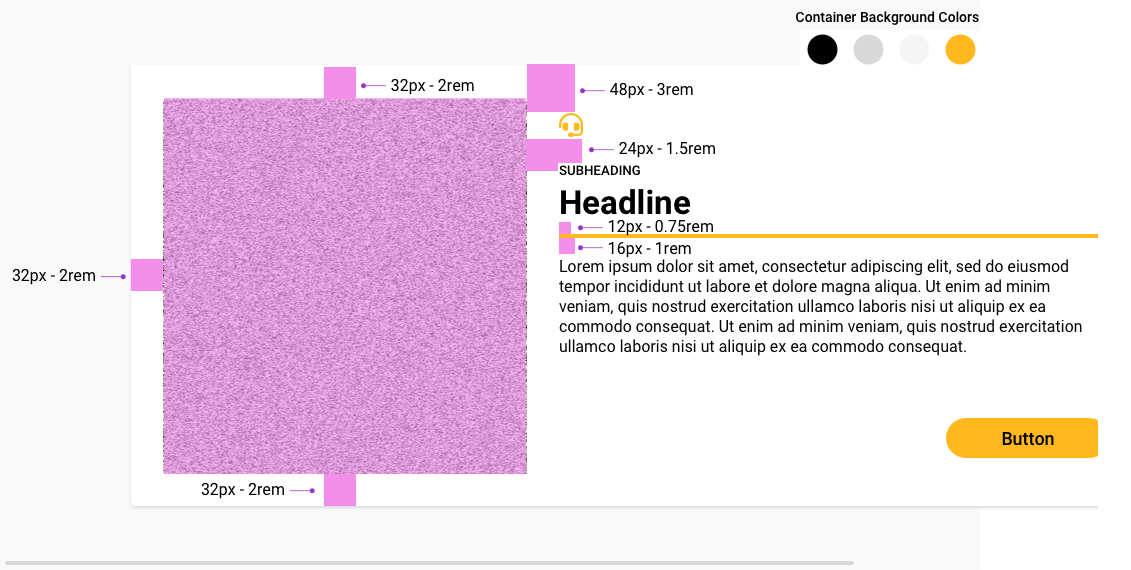 Container Background Colors
32px - 2rem
48px - 3rem
24px - 1.5rem
SUBHEADING
Headline
12px - 0.75rem
16px - 1rem
32px - 2rem
Lorem ipsum dolor sit amet, consectetur adipiscing elit, sed do eiusmod
tempor incididunt ut labore et dolore magna aliqua. Ut enim ad minim
veniam, quis nostrud exercitation ullamco laboris nisi ut aliquip ex ea
commodo consequat. Ut enim ad minim veniam, quis nostrud exercitation
ullamco laboris nisi ut aliquip ex ea commodo consequat.
Button
32px - 2rem